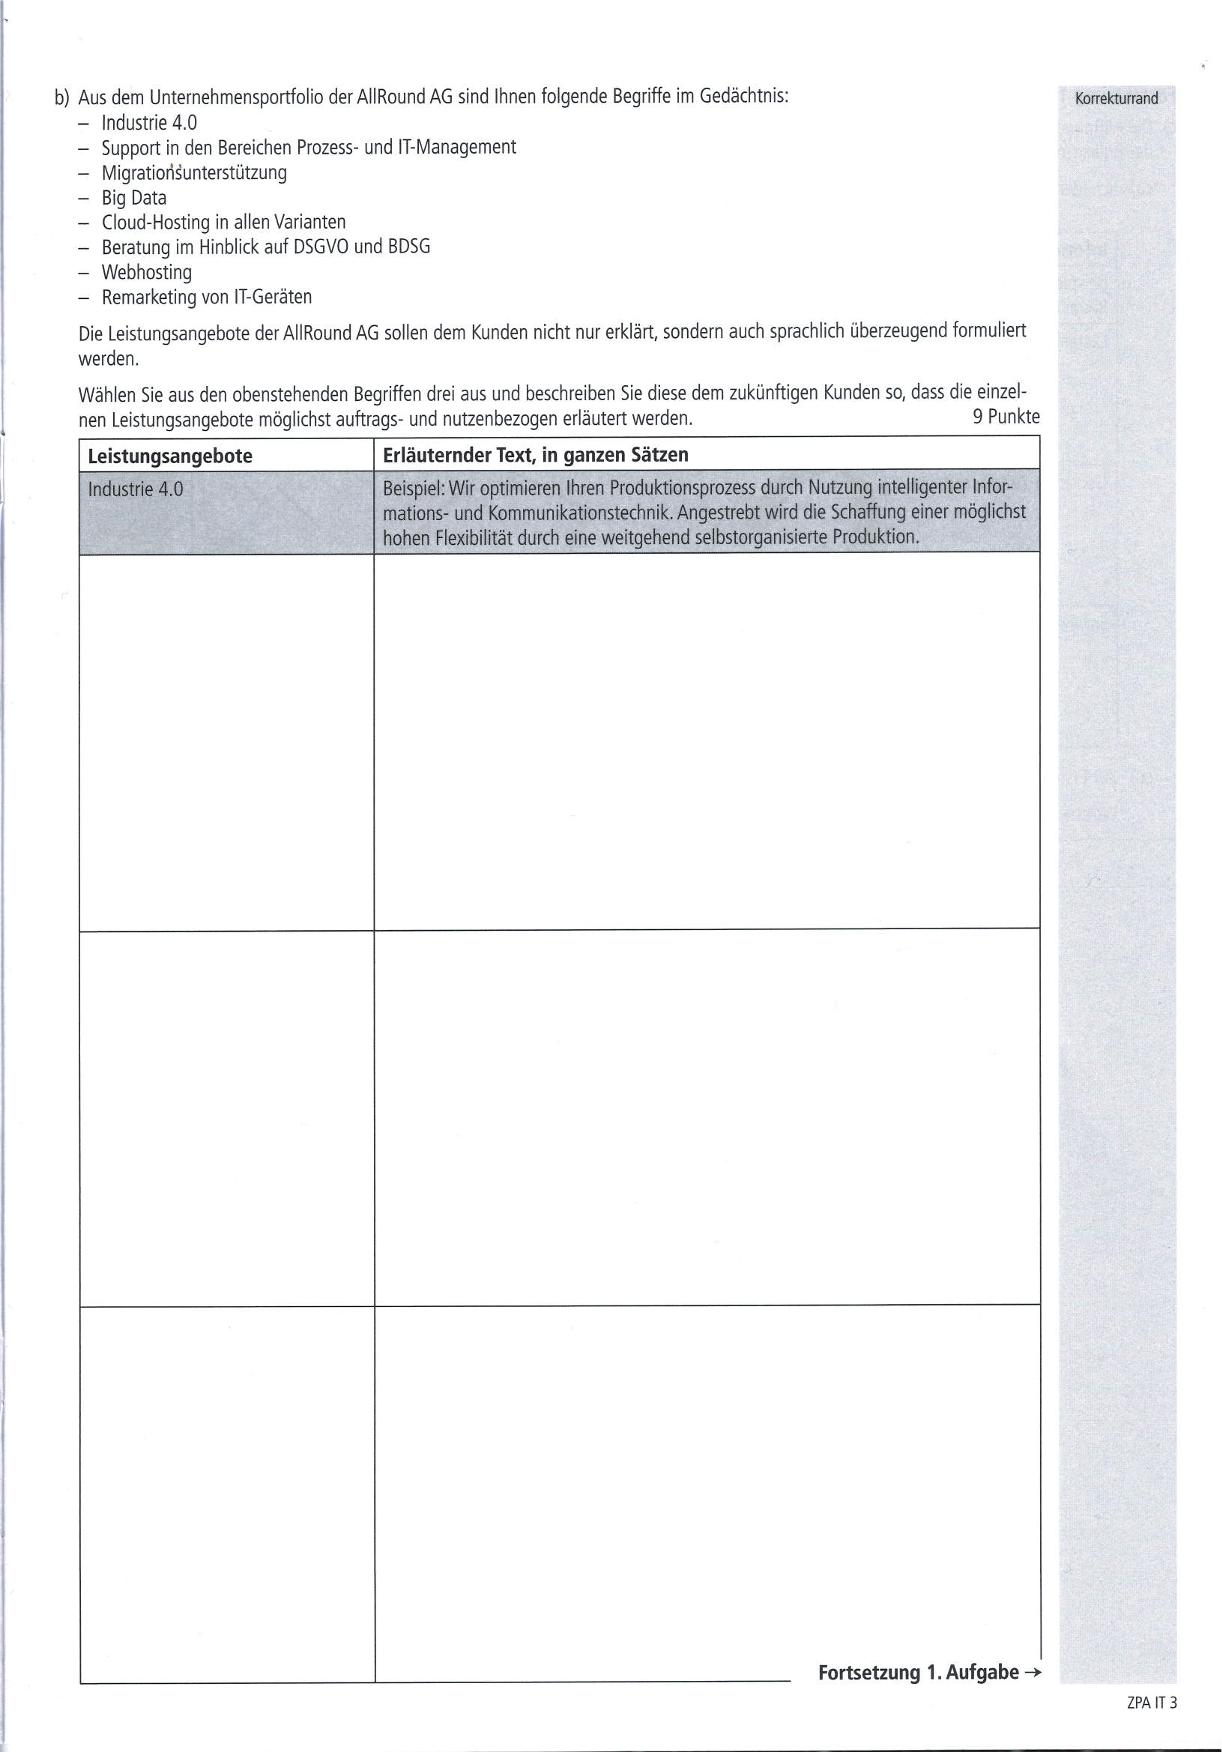 b) Aus dem Unternehmensportfolio der AllRound AG sind Ihnen folgende Begriffe im Gedächtnis:
– Industrie 4.0
– Support in den Bereichen Prozess- und IT-Management
– Migrationsunterstützung
– Big Data
– Cloud-Hosting in allen Varianten
– Beratung im Hinblick auf DSGVO und BDSG
– Webhosting
– Remarketing von IT-Geräten
Die Leistungsangebote der AllRound AG sollen dem Kunden nicht nur erklärt, sondern auch sprachlich überzeugend formuliert
werden.
Wählen Sie aus den obenstehenden Begriffen drei aus und beschreiben Sie diese dem zukünftigen Kunden so, dass die einzel-
nen Leistungsangebote möglichst auftrags- und nutzenbezogen erläutert werden. 9 Punkte
Korrekturrand
Leistungsangebote
Erläuternder Text, in ganzen Sätzen
Industrie 4.0
Beispiel: Wir optimieren Ihren Produktionsprozess durch Nutzung intelligenter Infor-
mations- und Kommunikationstechnik. Angestrebt wird die Schaffung einer möglichst
hohen Flexibilität durch eine weitgehend selbstorganisierte Produktion.
Fortsetzung 1. Aufgabe →
ZPA IT 3